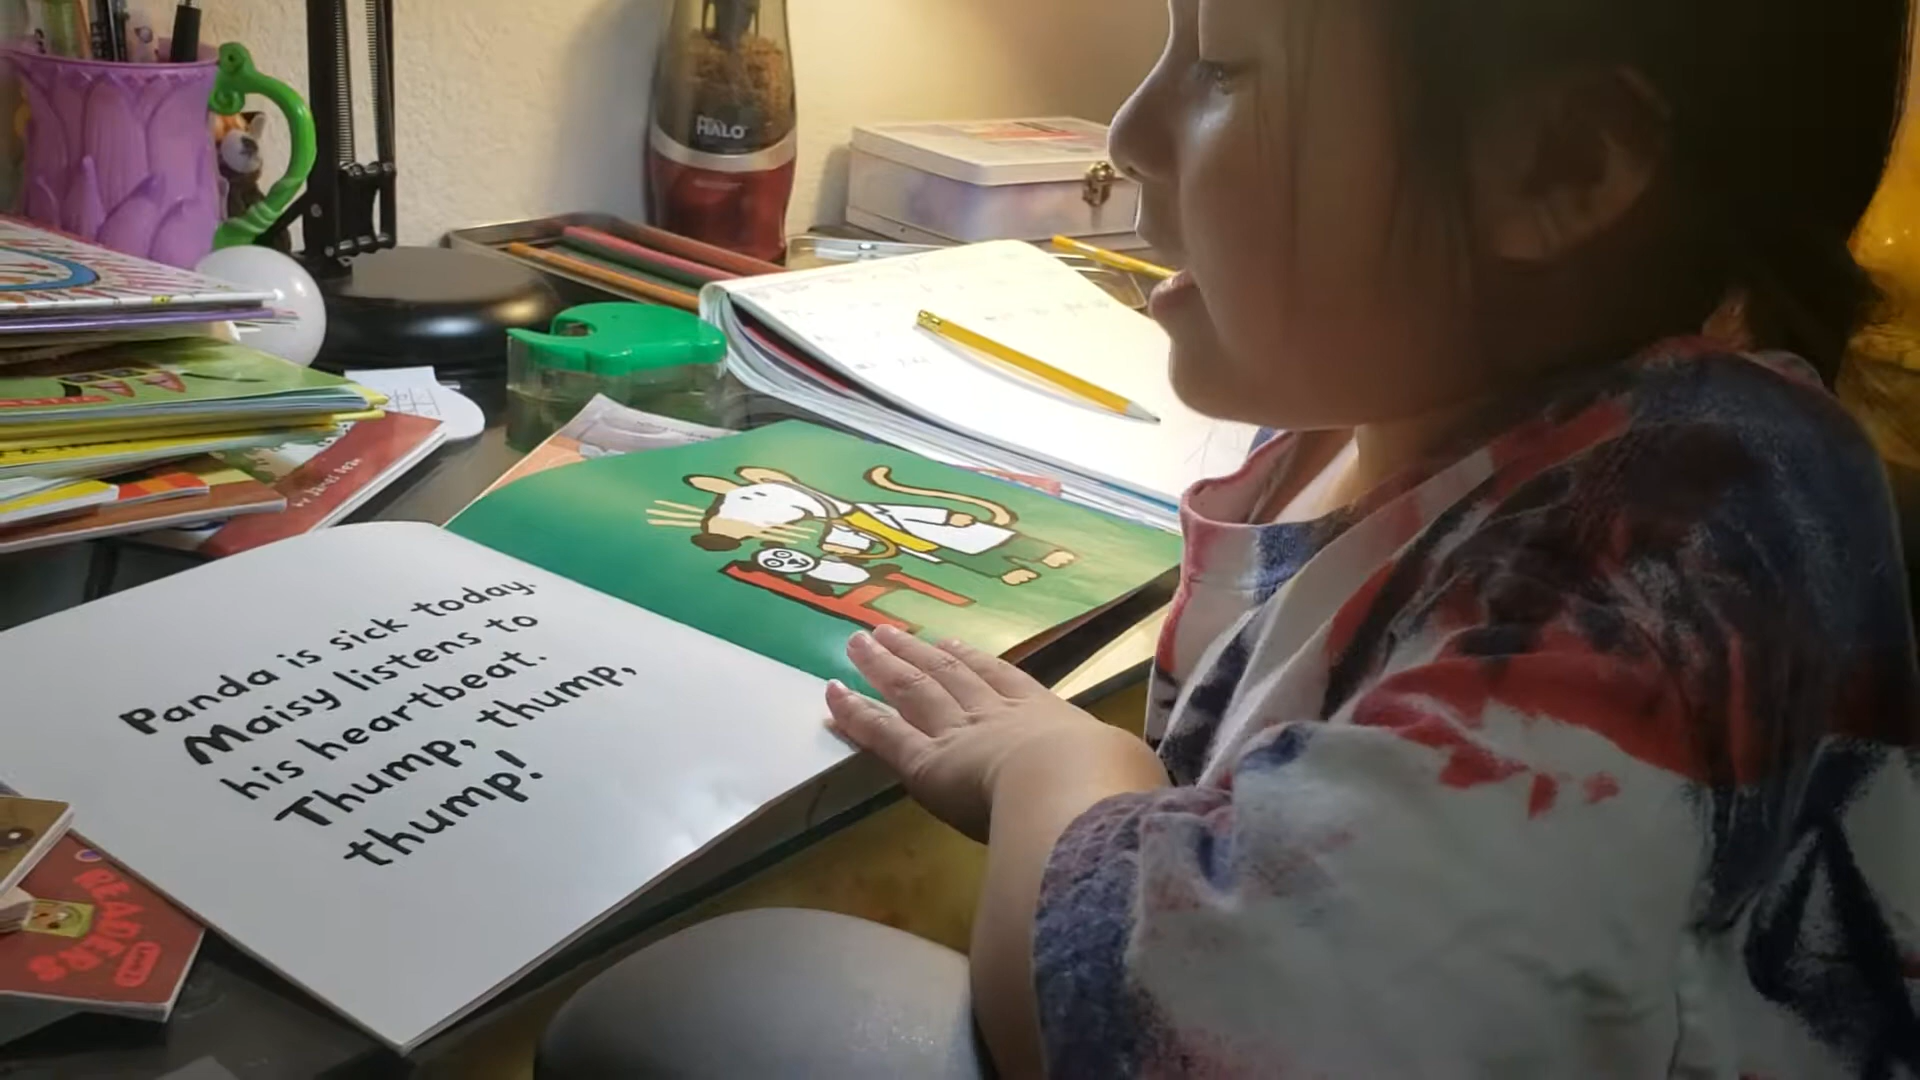 HALO
Panda is sick today.
Maisy listens to
his heartbeat.
Thump, thump,
thump!
READERS